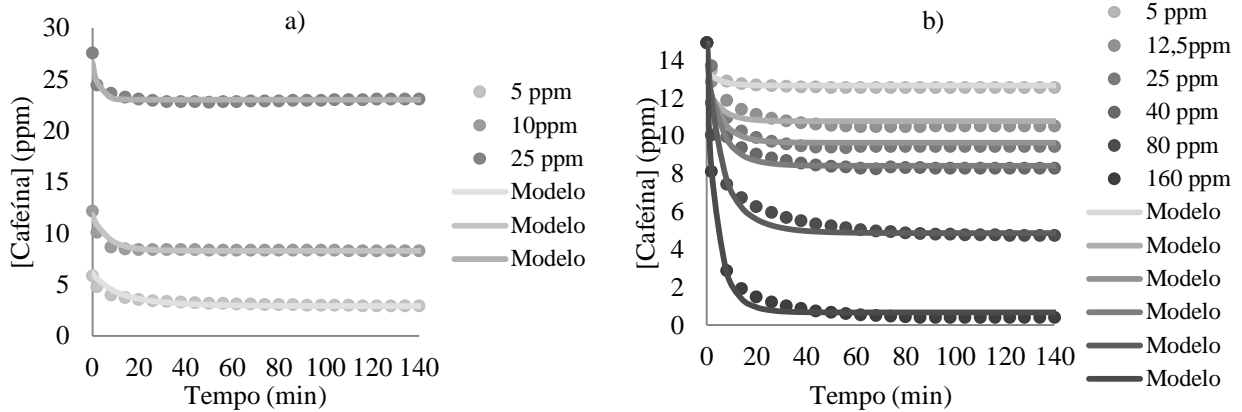 a)
30
25
20
15
10
5
0
[Cafeína] (ppm)
0 20 40 60 80 100 120 140
Tempo (min)
5 ppm
10ppm
25 ppm
Modelo
Modelo
Modelo
b)
14
12
10
8
6
4
2
0
[Cafeína] (ppm)
0 20 40 60 80 100 120 140
Tempo (min)
5 ppm
12,5ppm
25 ppm
40 ppm
80 ppm
160 ppm
Modelo
Modelo
Modelo
Modelo
Modelo
Modelo